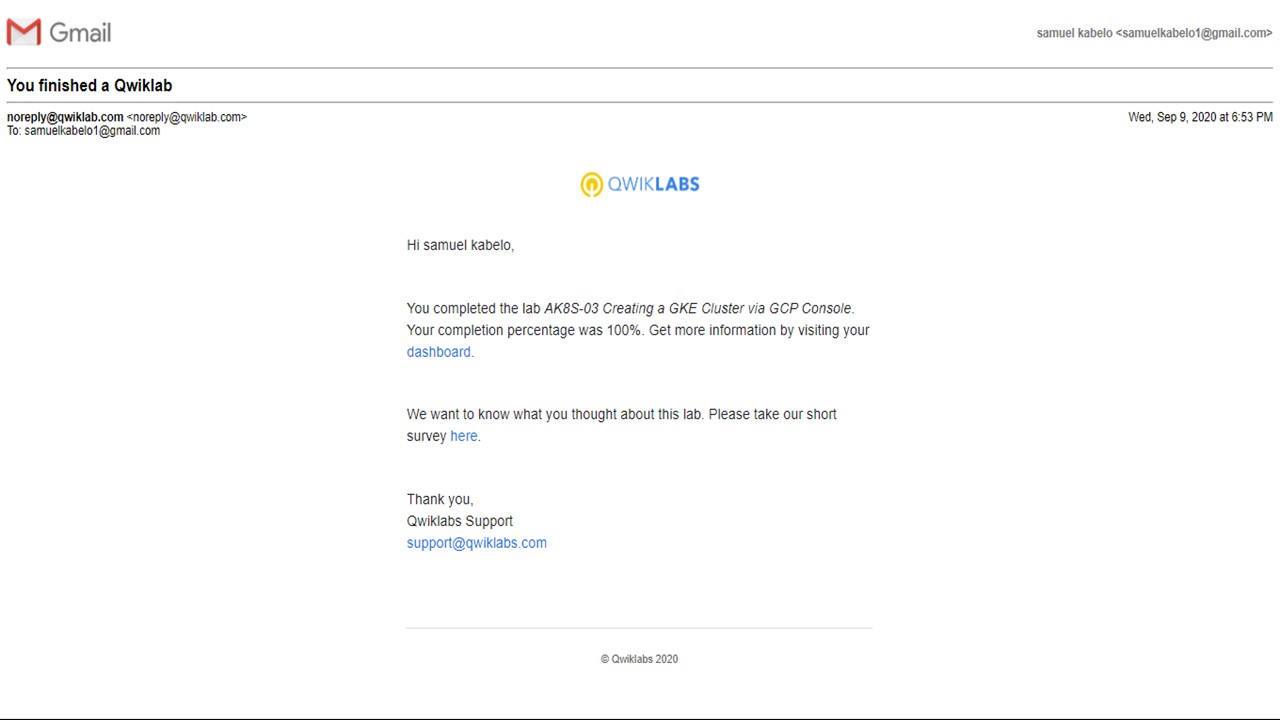 Gmail
samuel kabelo <samuelkabelo1@gmail.com>
You finished a Qwiklab
noreply@qwiklab.com <noreply@qwiklab.com>
Wed, Sep 9, 2020 at 6:53 PM
To: samuelkabelo1@gmail.com
QWIKLABS
Hi samuel kabelo,
You completed the lab AK8S-03 Creating a GKE Cluster via GCP Console.
Your completion percentage was 100%. Get more information by visiting your
dashboard.
We want to know what you thought about this lab. Please take our short
survey here.
Thank you,
Qwiklabs Support
support@qwiklabs.com
© Qwiklabs 2020